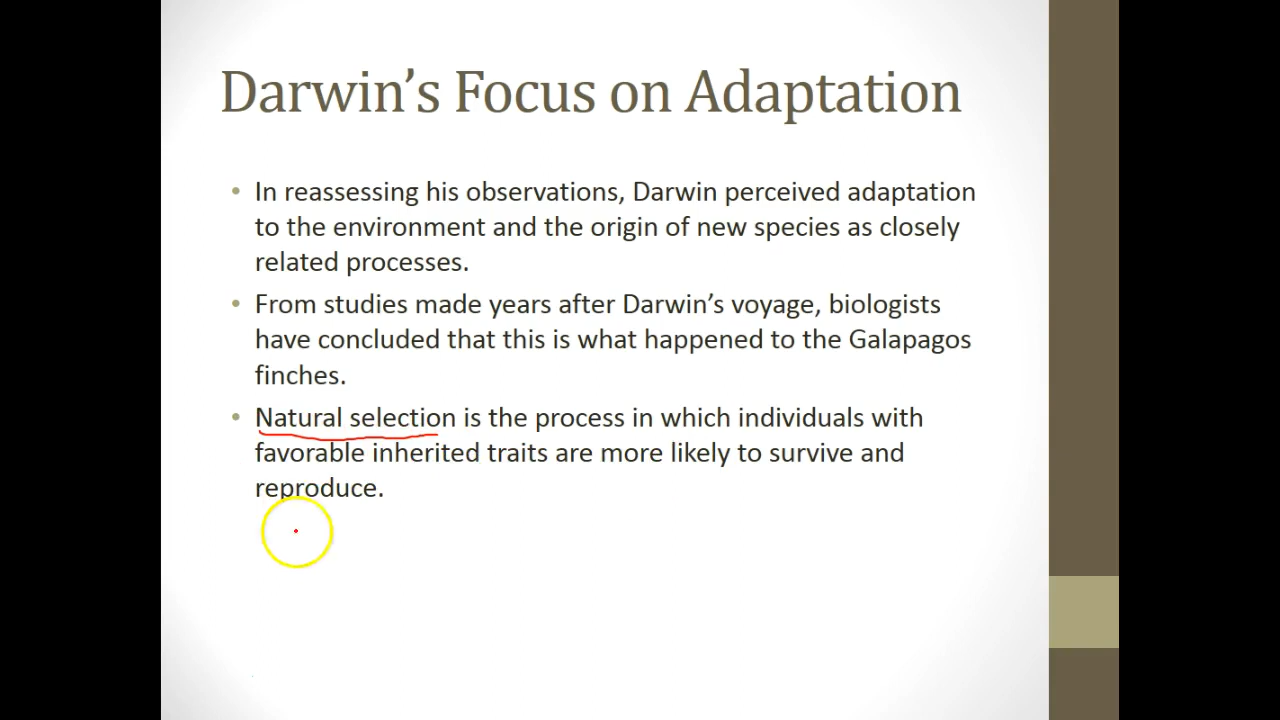 Darwin’s Focus on Adaptation
• In reassessing his observations, Darwin perceived adaptation
to the environment and the origin of new species as closely
related processes.
• From studies made years after Darwin’s voyage, biologists
have concluded that this is what happened to the Galapagos
finches.
• Natural selection is the process in which individuals with
favorable inherited traits are more likely to survive and
reproduce.